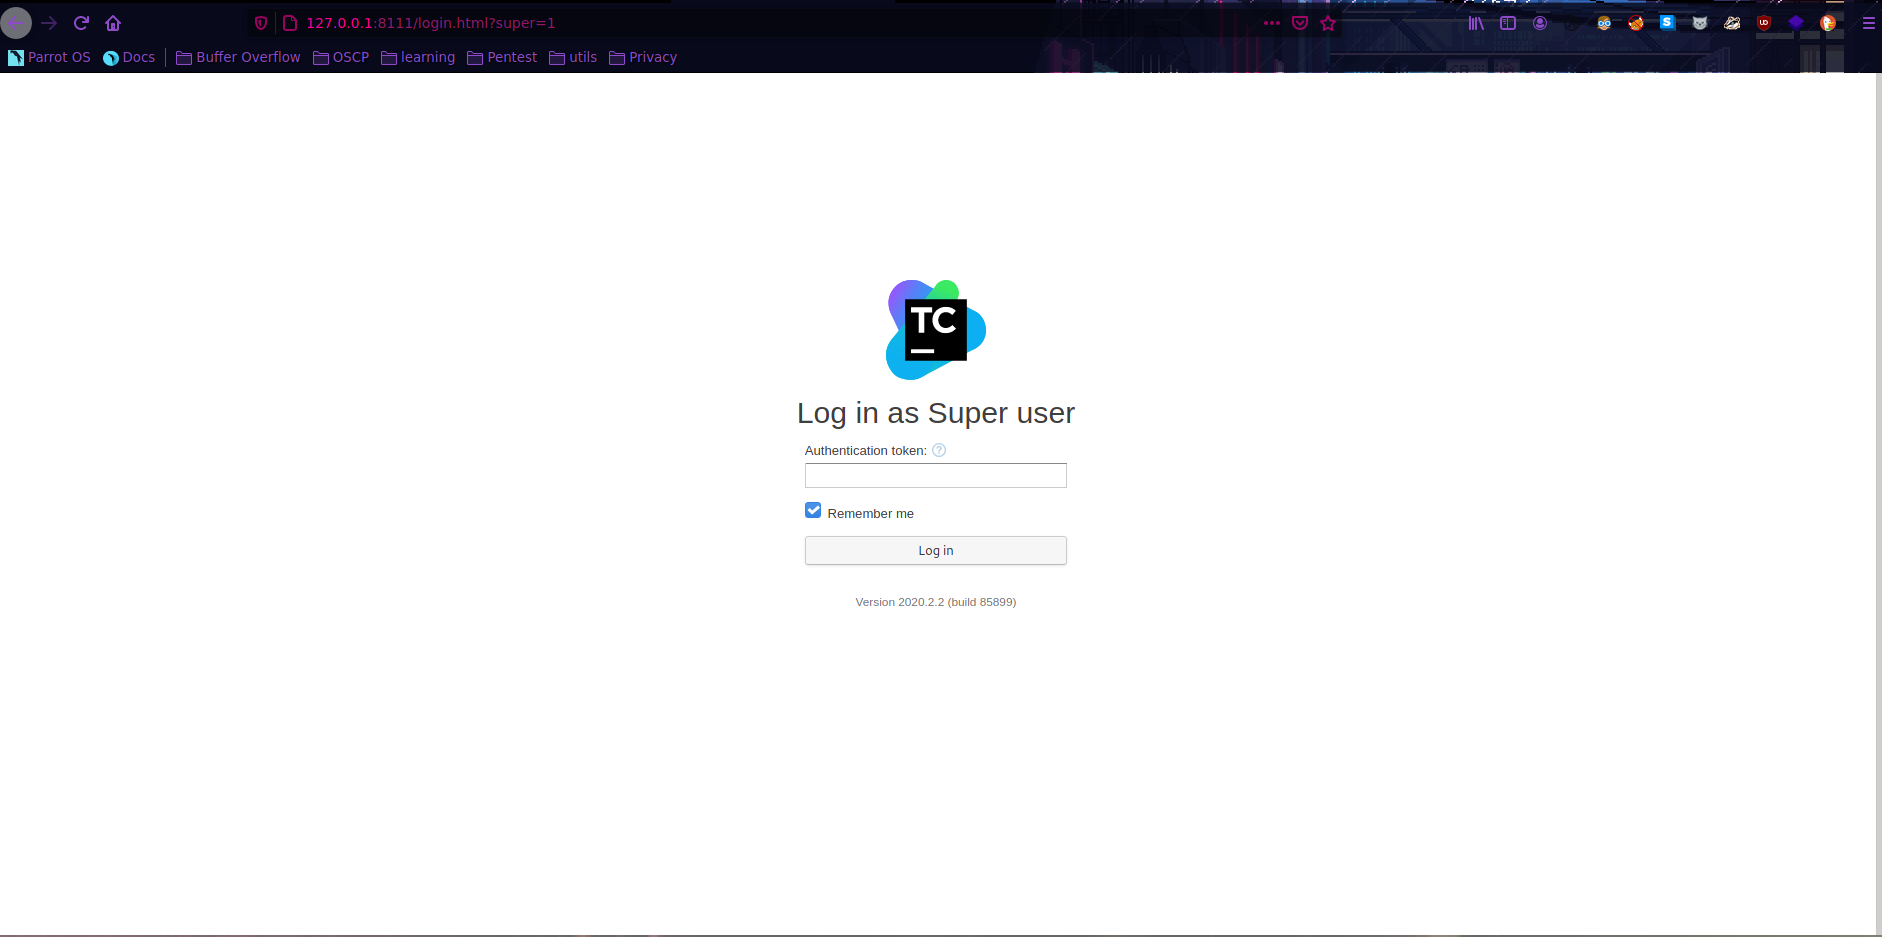 127.0.0.1:8111/login.html?super=1
Parrot OS Docs Buffer Overflow OSCP learning Pentest utils Privacy
TC
Log in as Super user
Authentication token: ?
Remember me
Log in
Version 2020.2.2 (build 85899)